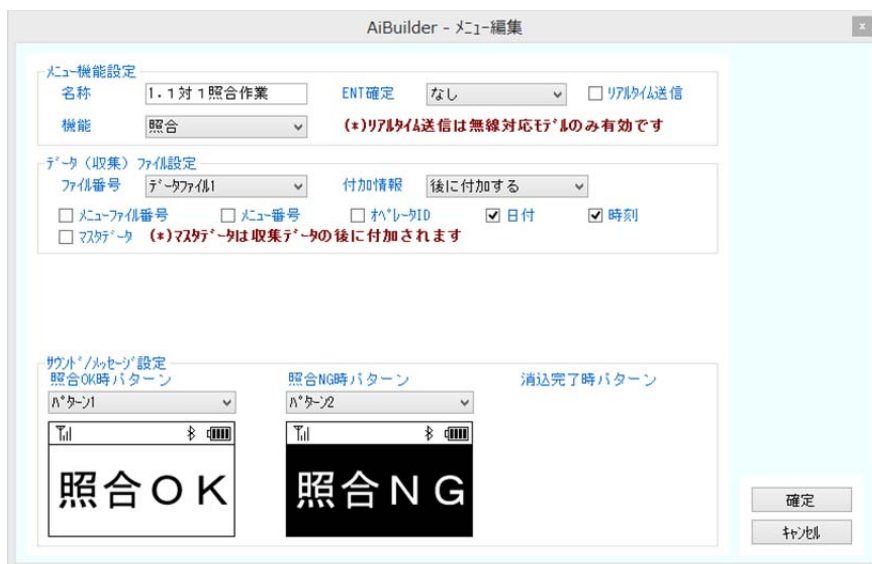 AiBuilder - ﾒﾆｭｰ編集
x
ﾒﾆｭｰ機能設定
名称 1．1対1照合作業 ENT確定 なし ﾘｱﾙﾀｲﾑ送信
機能 照合 (*)ﾘｱﾙﾀｲﾑ送信は無線対応ﾓﾃﾞﾙのみ有効です
ﾃﾞｰﾀ（収集）ﾌｧｲﾙ設定
ﾌｧｲﾙ番号 ﾃﾞｰﾀﾌｧｲﾙ1 付加情報 後に付加する
ﾒﾆｭｰﾌｧｲﾙ番号 ﾒﾆｭｰ番号 ｵﾍﾟﾚｰﾀID 日付 時刻
ﾏｽﾀﾃﾞｰﾀ (*)ﾏｽﾀﾃﾞｰﾀは収集ﾃﾞｰﾀの後に付加されます
ｻｳﾝﾄﾞ/ﾒｯｾｰｼﾞ設定
照合OK時パターン 照合NG時パターン 消込完了時パターン
ﾊﾟﾀｰﾝ1 ﾊﾟﾀｰﾝ2
照合ＯＫ 照合ＮＧ
確定
ｷｬﾝｾﾙ